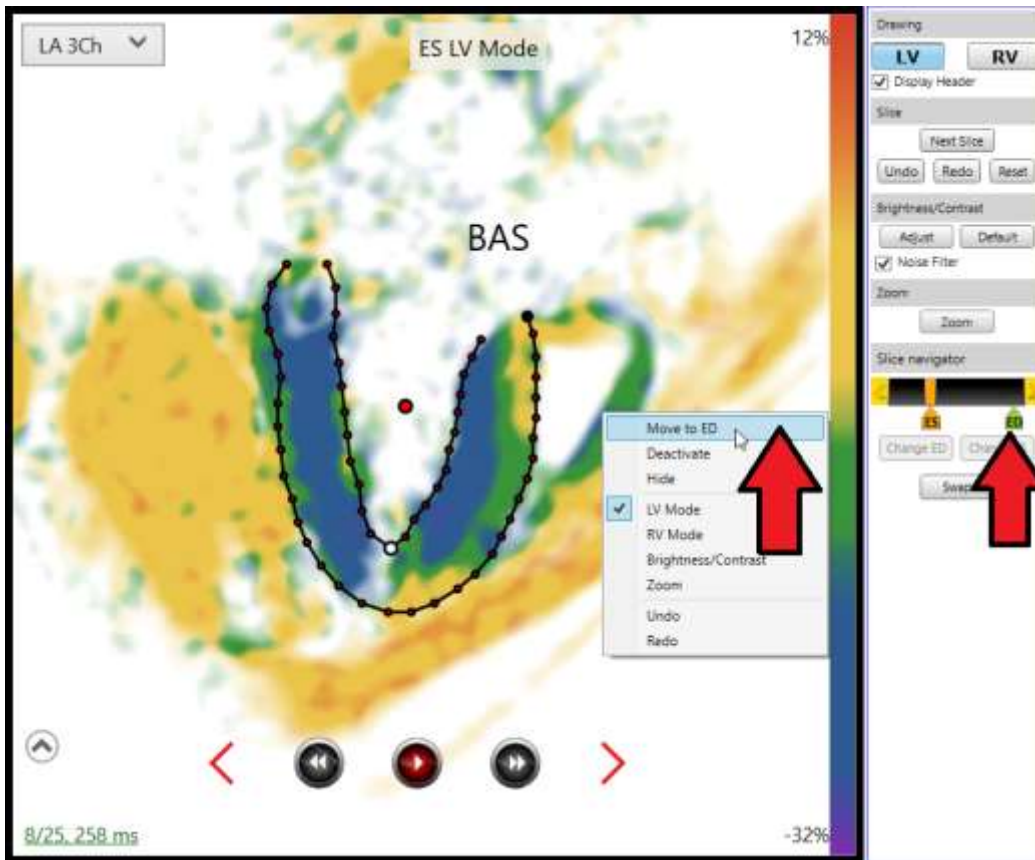 LA 3Ch
ES LV Mode
12%
BAS
Move to ED
Deactivate
Hide
LV Mode
RV Mode
Brightness/Contrast
Zoom
Undo
Redo
8/25, 258 ms
-32%
Drawing
LV RV
Display Header
Slice
Next Slice
Undo Redo Reset
Brightness/Contrast
Adjust Default
Noise Filter
Zoom
Zoom
Slice navigator
ES ED
Change ED